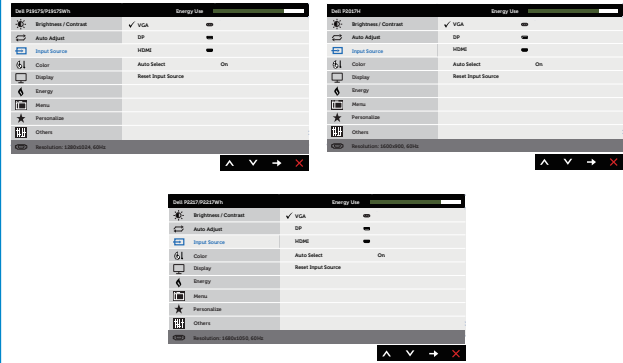 Dell P1917S/P1917SWh Energy Use
Brightness / Contrast VGA
Auto Adjust DP
Input Source HDMI
Color Auto Select On
Display Reset Input Source
Energy
Menu
Personalize
Others
Resolution: 1280x1024, 60Hz
Dell P2017H Energy Use
Brightness / Contrast VGA
Auto Adjust DP
Input Source HDMI
Color Auto Select On
Display Reset Input Source
Energy
Menu
Personalize
Others
Resolution: 1600x900, 60Hz
Dell P2217/P2217Wh Energy Use
Brightness / Contrast VGA
Auto Adjust DP
Input Source HDMI
Color Auto Select On
Display Reset Input Source
Energy
Menu
Personalize
Others
Resolution: 1680x1050, 60Hz